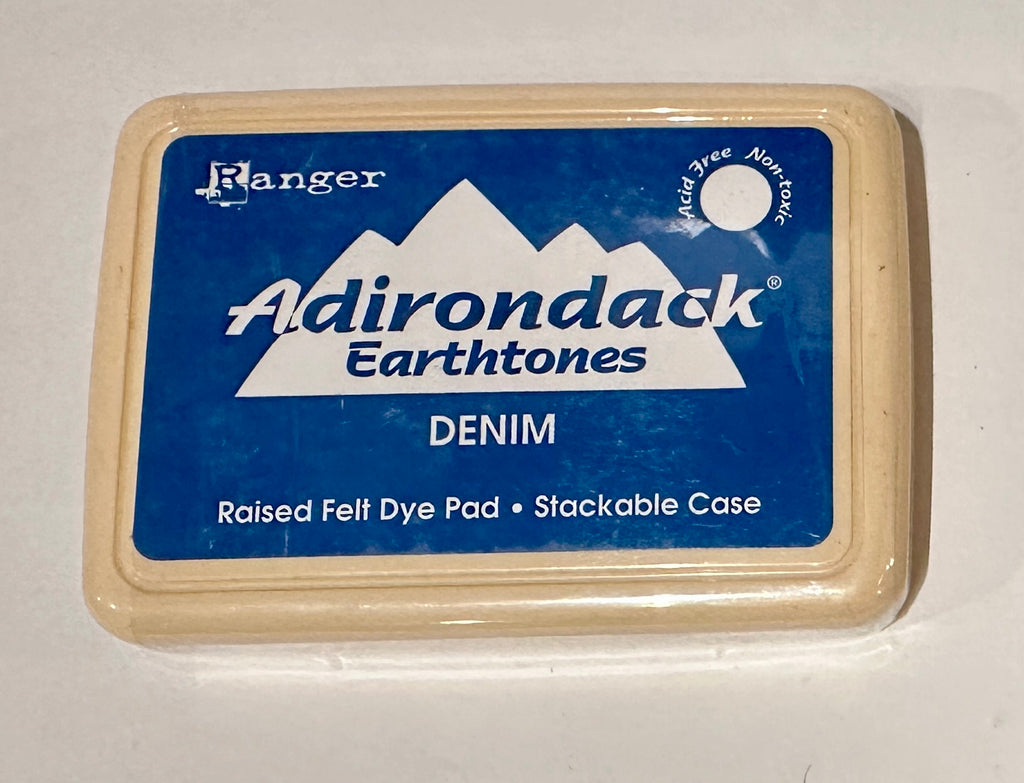 Ranger
Acid Free Non-toxic
Adirondack®
Earthtones
DENIM
Raised Felt Dye Pad • Stackable Case